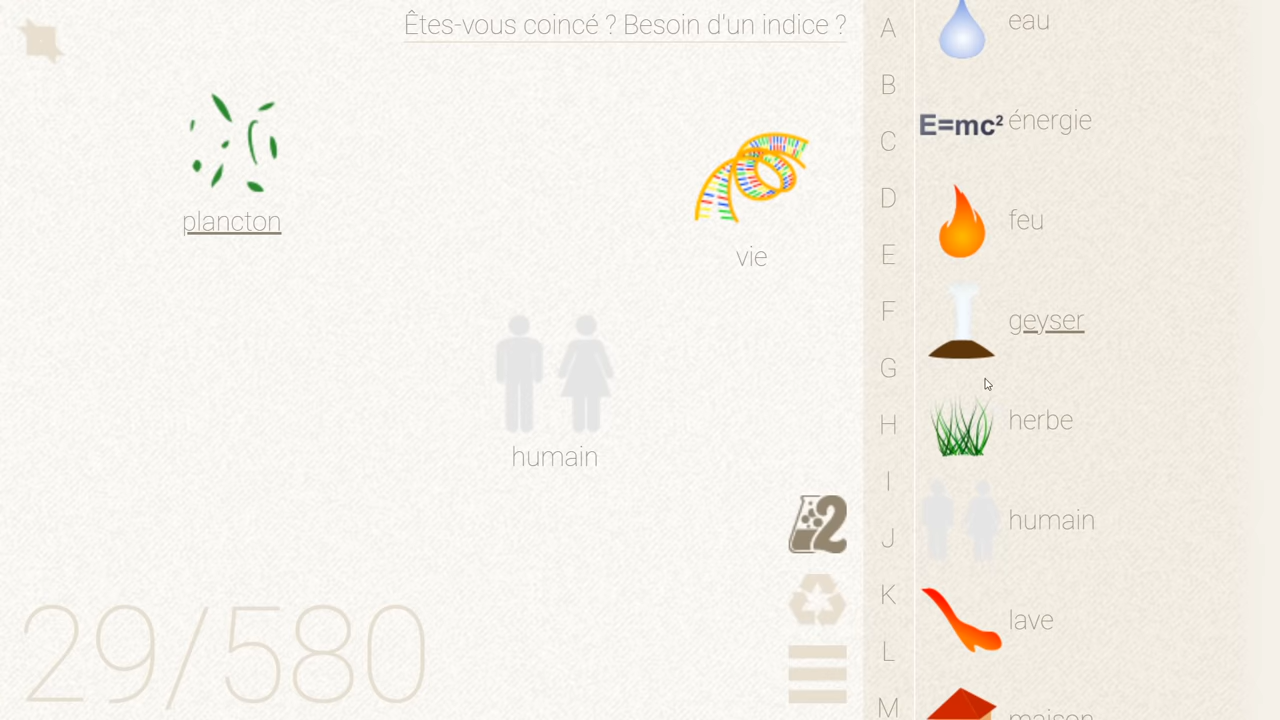 Êtes-vous coincé ? Besoin d'un indice ?
plancton
vie
humain
2
29/580
A
B
C
D
E
F
G
H
I
J
K
L
M
eau
E=mc² énergie
feu
geyser
herbe
humain
lave
maison